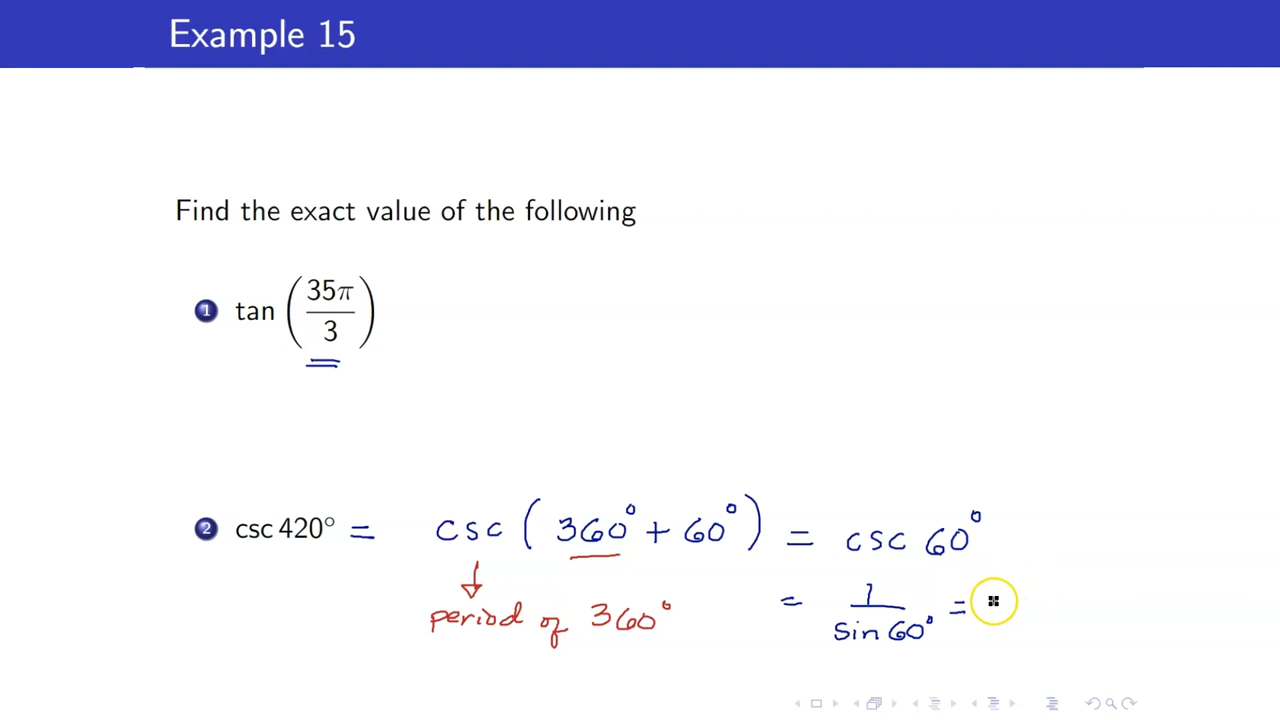 Example 15
Find the exact value of the following
1 tan (35π/3)
2 csc 420° = csc (360° + 60°) = csc 60°
period of 360° = 1/sin 60° =